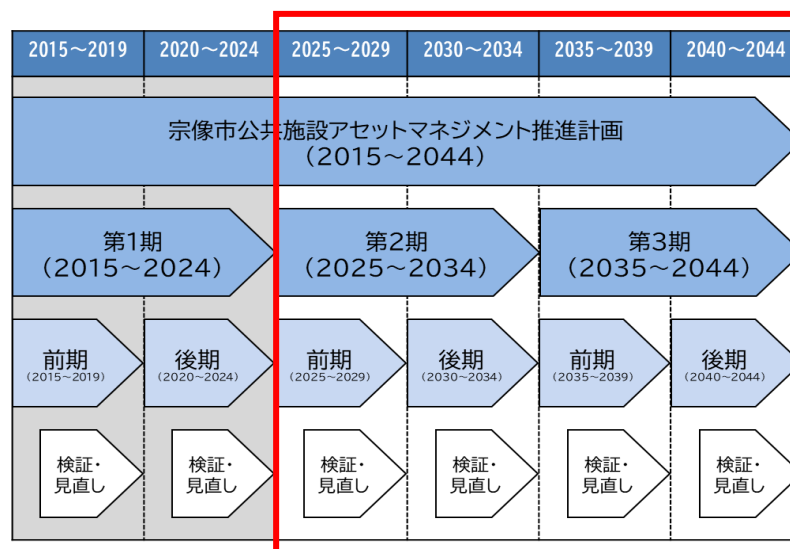 2015～2019 2020～2024 2025～2029 2030～2034 2035～2039 2040～2044
宗像市公共施設アセットマネジメント推進計画
（2015～2044）
第1期 第2期 第3期
（2015～2024） （2025～2034） （2035～2044）
前期 後期 前期 後期 前期 後期
（2015～2019） （2020～2024） （2025～2029） （2030～2034） （2035～2039） （2040～2044）
検証・ 検証・ 検証・ 検証・ 検証・ 検証・
見直し 見直し 見直し 見直し 見直し 見直し